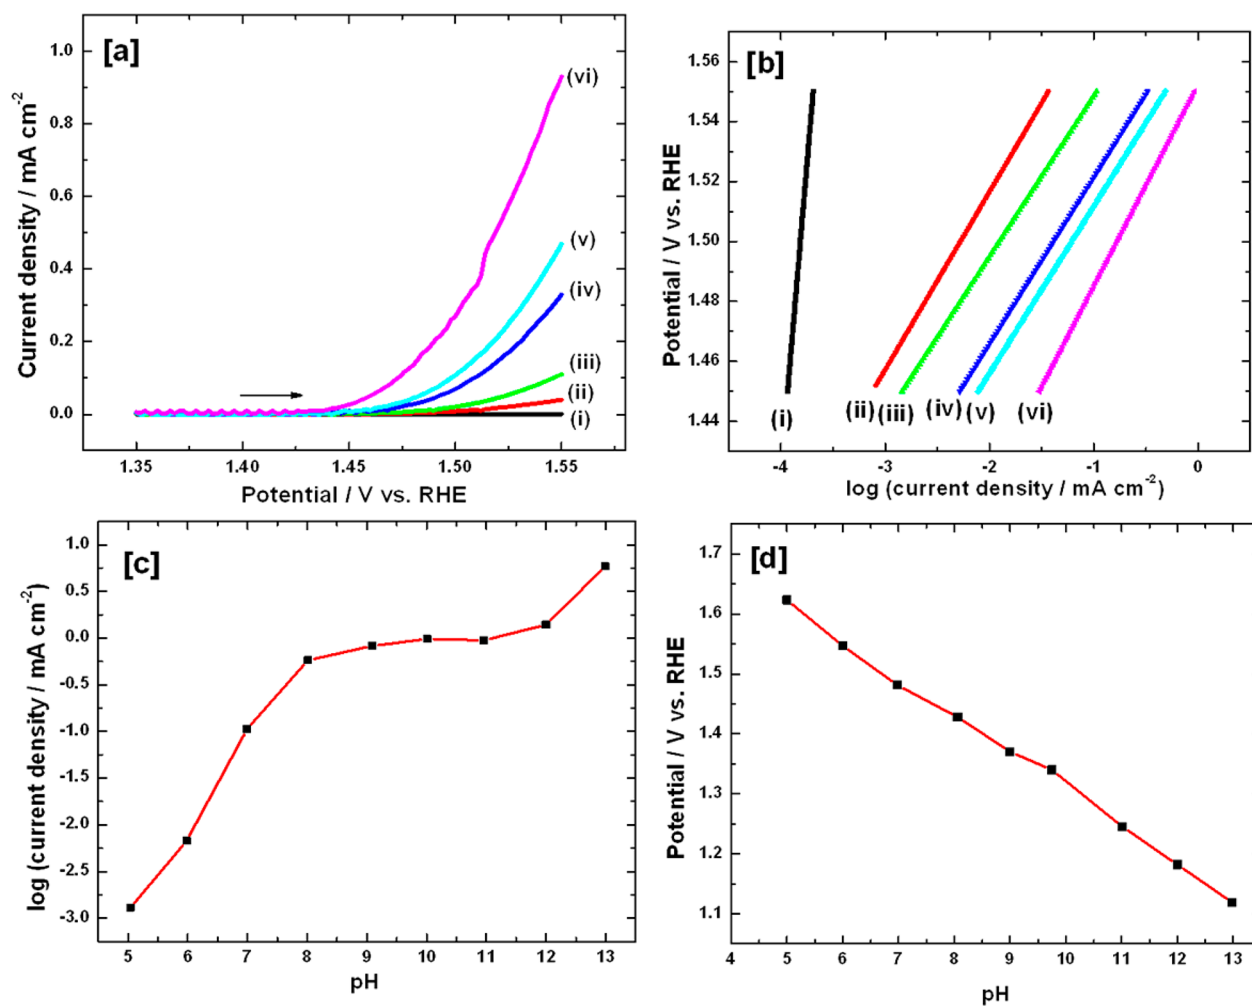 [a]
Current density / mA cm⁻²
1.0
0.8
0.6
0.4
0.2
0.0
(vi)
(v)
(iv)
(iii)
(ii)
(i)
1.35 1.40 1.45 1.50 1.55
Potential / V vs. RHE
[b]
Potential / V vs. RHE
1.56
1.54
1.52
1.50
1.48
1.46
1.44
(i) (ii) (iii) (iv) (v) (vi)
-4 -3 -2 -1 0
log (current density / mA cm⁻²)
[c]
log (current density / mA cm⁻²)
1.0
0.5
0.0
-0.5
-1.0
-1.5
-2.0
-2.5
-3.0
5 6 7 8 9 10 11 12 13
pH
[d]
Potential / V vs. RHE
1.7
1.6
1.5
1.4
1.3
1.2
1.1
4 5 6 7 8 9 10 11 12 13
pH